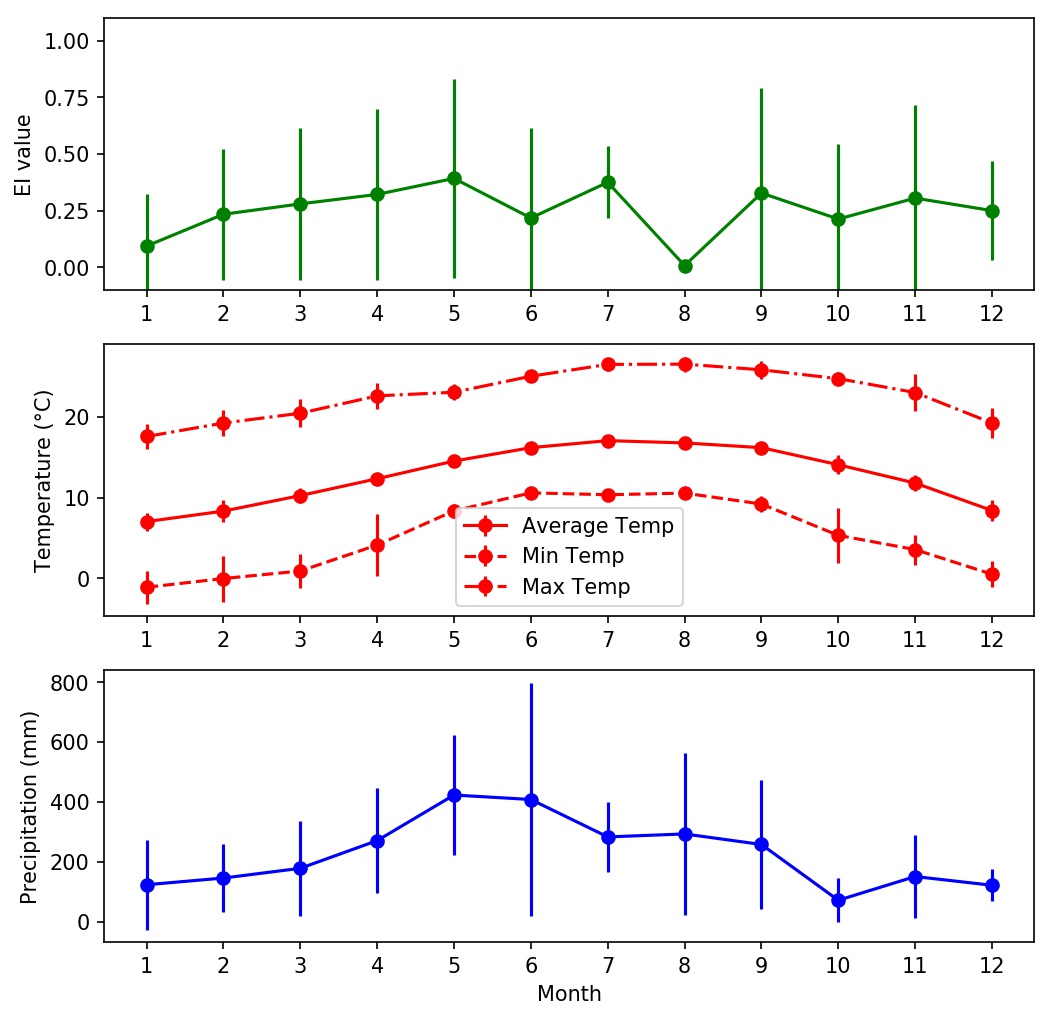 1.00
0.75
0.50
0.25
0.00
EI value
1 2 3 4 5 6 7 8 9 10 11 12
20
10
0
Temperature (°C)
Average Temp
Min Temp
Max Temp
1 2 3 4 5 6 7 8 9 10 11 12
800
600
400
200
0
Precipitation (mm)
1 2 3 4 5 6 7 8 9 10 11 12
Month